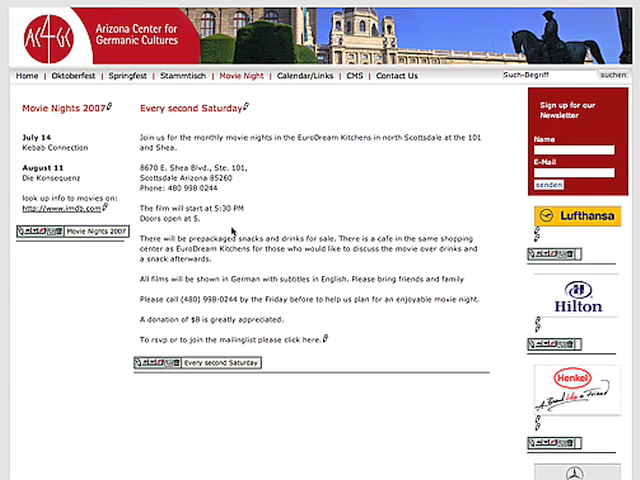 AC4GC
Arizona Center for
Germanic Cultures
Home | Oktoberfest | Springfest | Stammtisch | Movie Night | Calendar/Links | CMS | Contact Us
Such-Begriff
suchen
Movie Nights 2007
July 14
Kebab Connection
August 11
Die Konsequenz
look up info to movies on:
http://www.imdb.com
Movie Nights 2007
Every second Saturday
Join us for the monthly movie nights in the EuroDream Kitchens in north Scottsdale at the 101
and Shea.
8670 E. Shea Blvd., Ste. 101,
Scottsdale Arizona 85260
Phone: 480 998 0244
The film will start at 5:30 PM
Doors open at 5.
There will be prepackaged snacks and drinks for sale. There is a cafe in the same shopping
center as EuroDream Kitchens for those who would like to discuss the movie over drinks and
a snack afterwards.
All films will be shown in German with subtitles in English. Please bring friends and family
Please call (480) 998-0244 by the Friday before to help us plan for an enjoyable movie night.
A donation of $8 is greatly appreciated.
To rsvp or to join the mailinglist please click here.
Every second Saturday
Sign up for our
Newsletter
Name
E-Mail
senden
Lufthansa
Hilton
Henkel
A Brand like a Friend